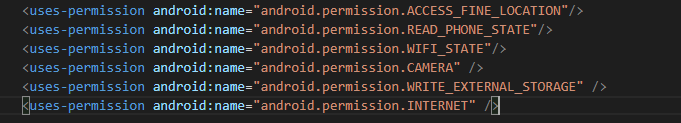 <uses-permission android:name="android.permission.ACCESS_FINE_LOCATION"/>
<uses-permission android:name="android.permission.READ_PHONE_STATE"/>
<uses-permission android:name="android.permission.WIFI_STATE"/>
<uses-permission android:name="android.permission.CAMERA" />
<uses-permission android:name="android.permission.WRITE_EXTERNAL_STORAGE" />
<uses-permission android:name="android.permission.INTERNET" />